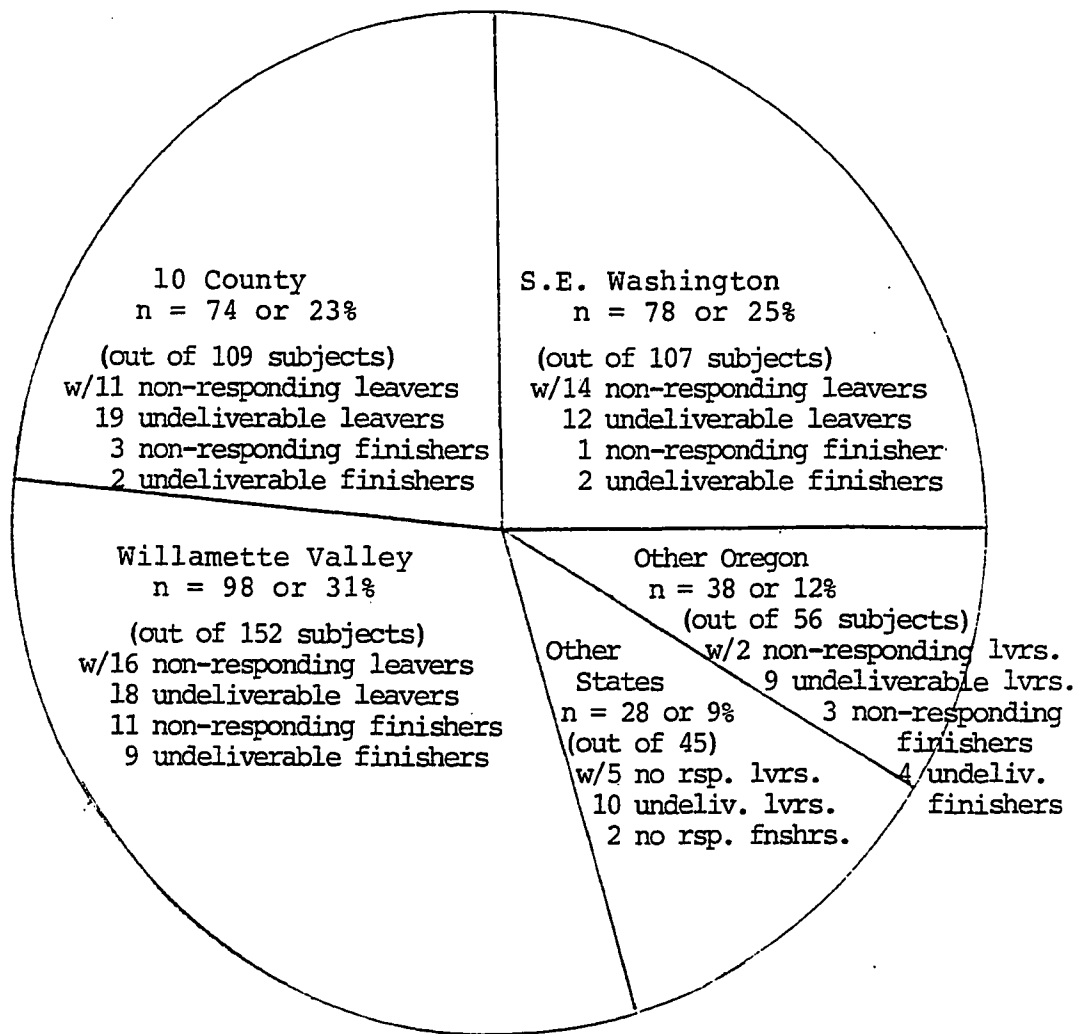 10 County
n = 74 or 23%
(out of 109 subjects)
w/11 non-responding leavers
19 undeliverable leavers
3 non-responding finishers
2 undeliverable finishers
S.E. Washington
n = 78 or 25%
(out of 107 subjects)
w/14 non-responding leavers
12 undeliverable leavers
1 non-responding finisher
2 undeliverable finishers
Willamette Valley
n = 98 or 31%
(out of 152 subjects)
w/16 non-responding leavers
18 undeliverable leavers
11 non-responding finishers
9 undeliverable finishers
Other
States
n = 28 or 9%
(out of 45)
w/5 no rsp. lvrs.
10 undeliv. lvrs.
2 no rsp. fnshrs.
Other Oregon
n = 38 or 12%
(out of 56 subjects)
w/2 non-responding lvrs.
9 undeliverable lvrs.
3 non-responding
finishers
4 undeliv.
finishers